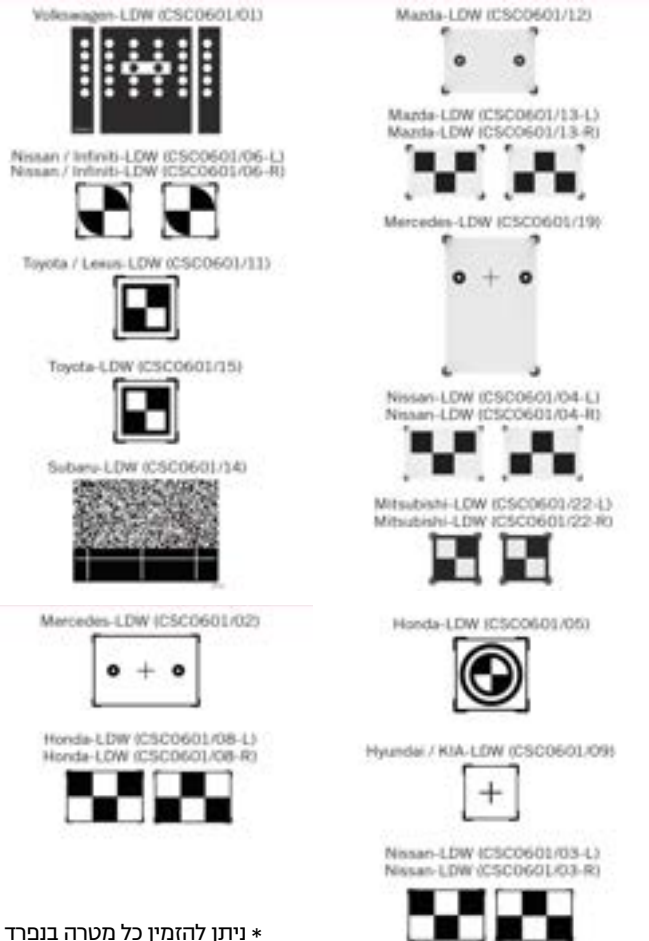 Volkswagen-LDW (CSC0601/01)
Nissan / Infiniti-LDW (CSC0601/06-L)
Nissan / Infiniti-LDW (CSC0601/06-R)
Toyota / Lexus-LDW (CSC0601/11)
Toyota-LDW (CSC0601/15)
Subaru-LDW (CSC0601/14)
Mercedes-LDW (CSC0601/02)
Honda-LDW (CSC0601/08-L)
Honda-LDW (CSC0601/08-R)
Mazda-LDW (CSC0601/12)
Mazda-LDW (CSC0601/13-L)
Mazda-LDW (CSC0601/13-R)
Mercedes-LDW (CSC0601/19)
Nissan-LDW (CSC0601/04-L)
Nissan-LDW (CSC0601/04-R)
Mitsubishi-LDW (CSC0601/22-L)
Mitsubishi-LDW (CSC0601/22-R)
Honda-LDW (CSC0601/05)
Hyundai / KIA-LDW (CSC0601/09)
Nissan-LDW (CSC0601/03-L)
Nissan-LDW (CSC0601/03-R)
* ניתן להזמין כל מטרה בנפרד